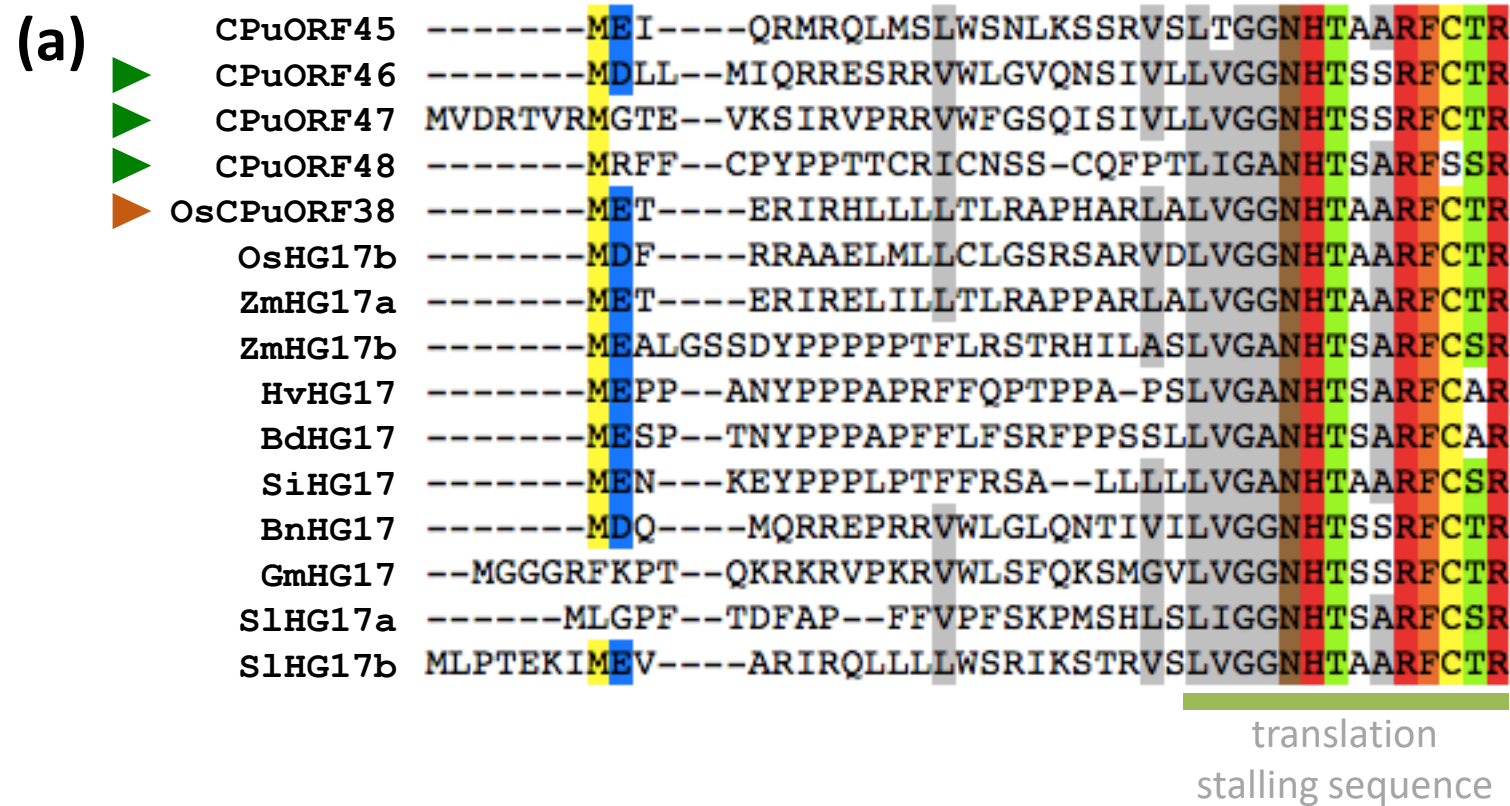 (a)
CPuORF45 -------MEI----QRMRQLMSLWSNLKSSRVSLTGGNHTAARFCTR
CPuORF46 -------MDLL--MIQRRESRRVWLGVQNSIVLLVGGNHTSSRFCTR
CPuORF47 MVDRTVRMGTE--VKSIRVPRRVWFGSQISIVLLVGGNHTSSRFCTR
CPuORF48 -------MRFF--CPYPPTTCRICNSS-CQFPTLIGANHTSARFSSR
OsCPuORF38 -------MET----ERIRHLLLLTLRAPHARLALVGGNHTAARFCTR
OsHG17b -------MDF----RRAAELMLLCLGSRSARVDLVGGNHTAARFCTR
ZmHG17a -------MET----ERIRELILLTLRAPPARLALVGGNHTAARFCTR
ZmHG17b -------MEALGSSDYPPPPPTFLRSTRHILASLVGANHTSARFCSR
HvHG17 -------MEPP--ANYPPPAPRFFQPTPPA-PSLVGANHTSARFCAR
BdHG17 -------MESP--TNYPPPAPFFLFSRFPPSSLLVGANHTSARFCAR
SiHG17 -------MEN---KEYPPPLPTFFRSA--LLLLLVGANHTAARFCSR
BnHG17 -------MDQ----MQRREPRRVWLGLQNTIVILVGGNHTSSRFCTR
GmHG17 --MGGGRFKPT--QKRKRVPKRVWLSFQKSMGVLVGGNHTSSRFCTR
SlHG17a ------MLGPF--TDFAP--FFVPFSKPMSHLSLIGGNHTSARFCSR
SlHG17b MLPTEKIMEV----ARIRQLLLLWSRIKSTRVSLVGGNHTAARFCTR
translation
stalling sequence